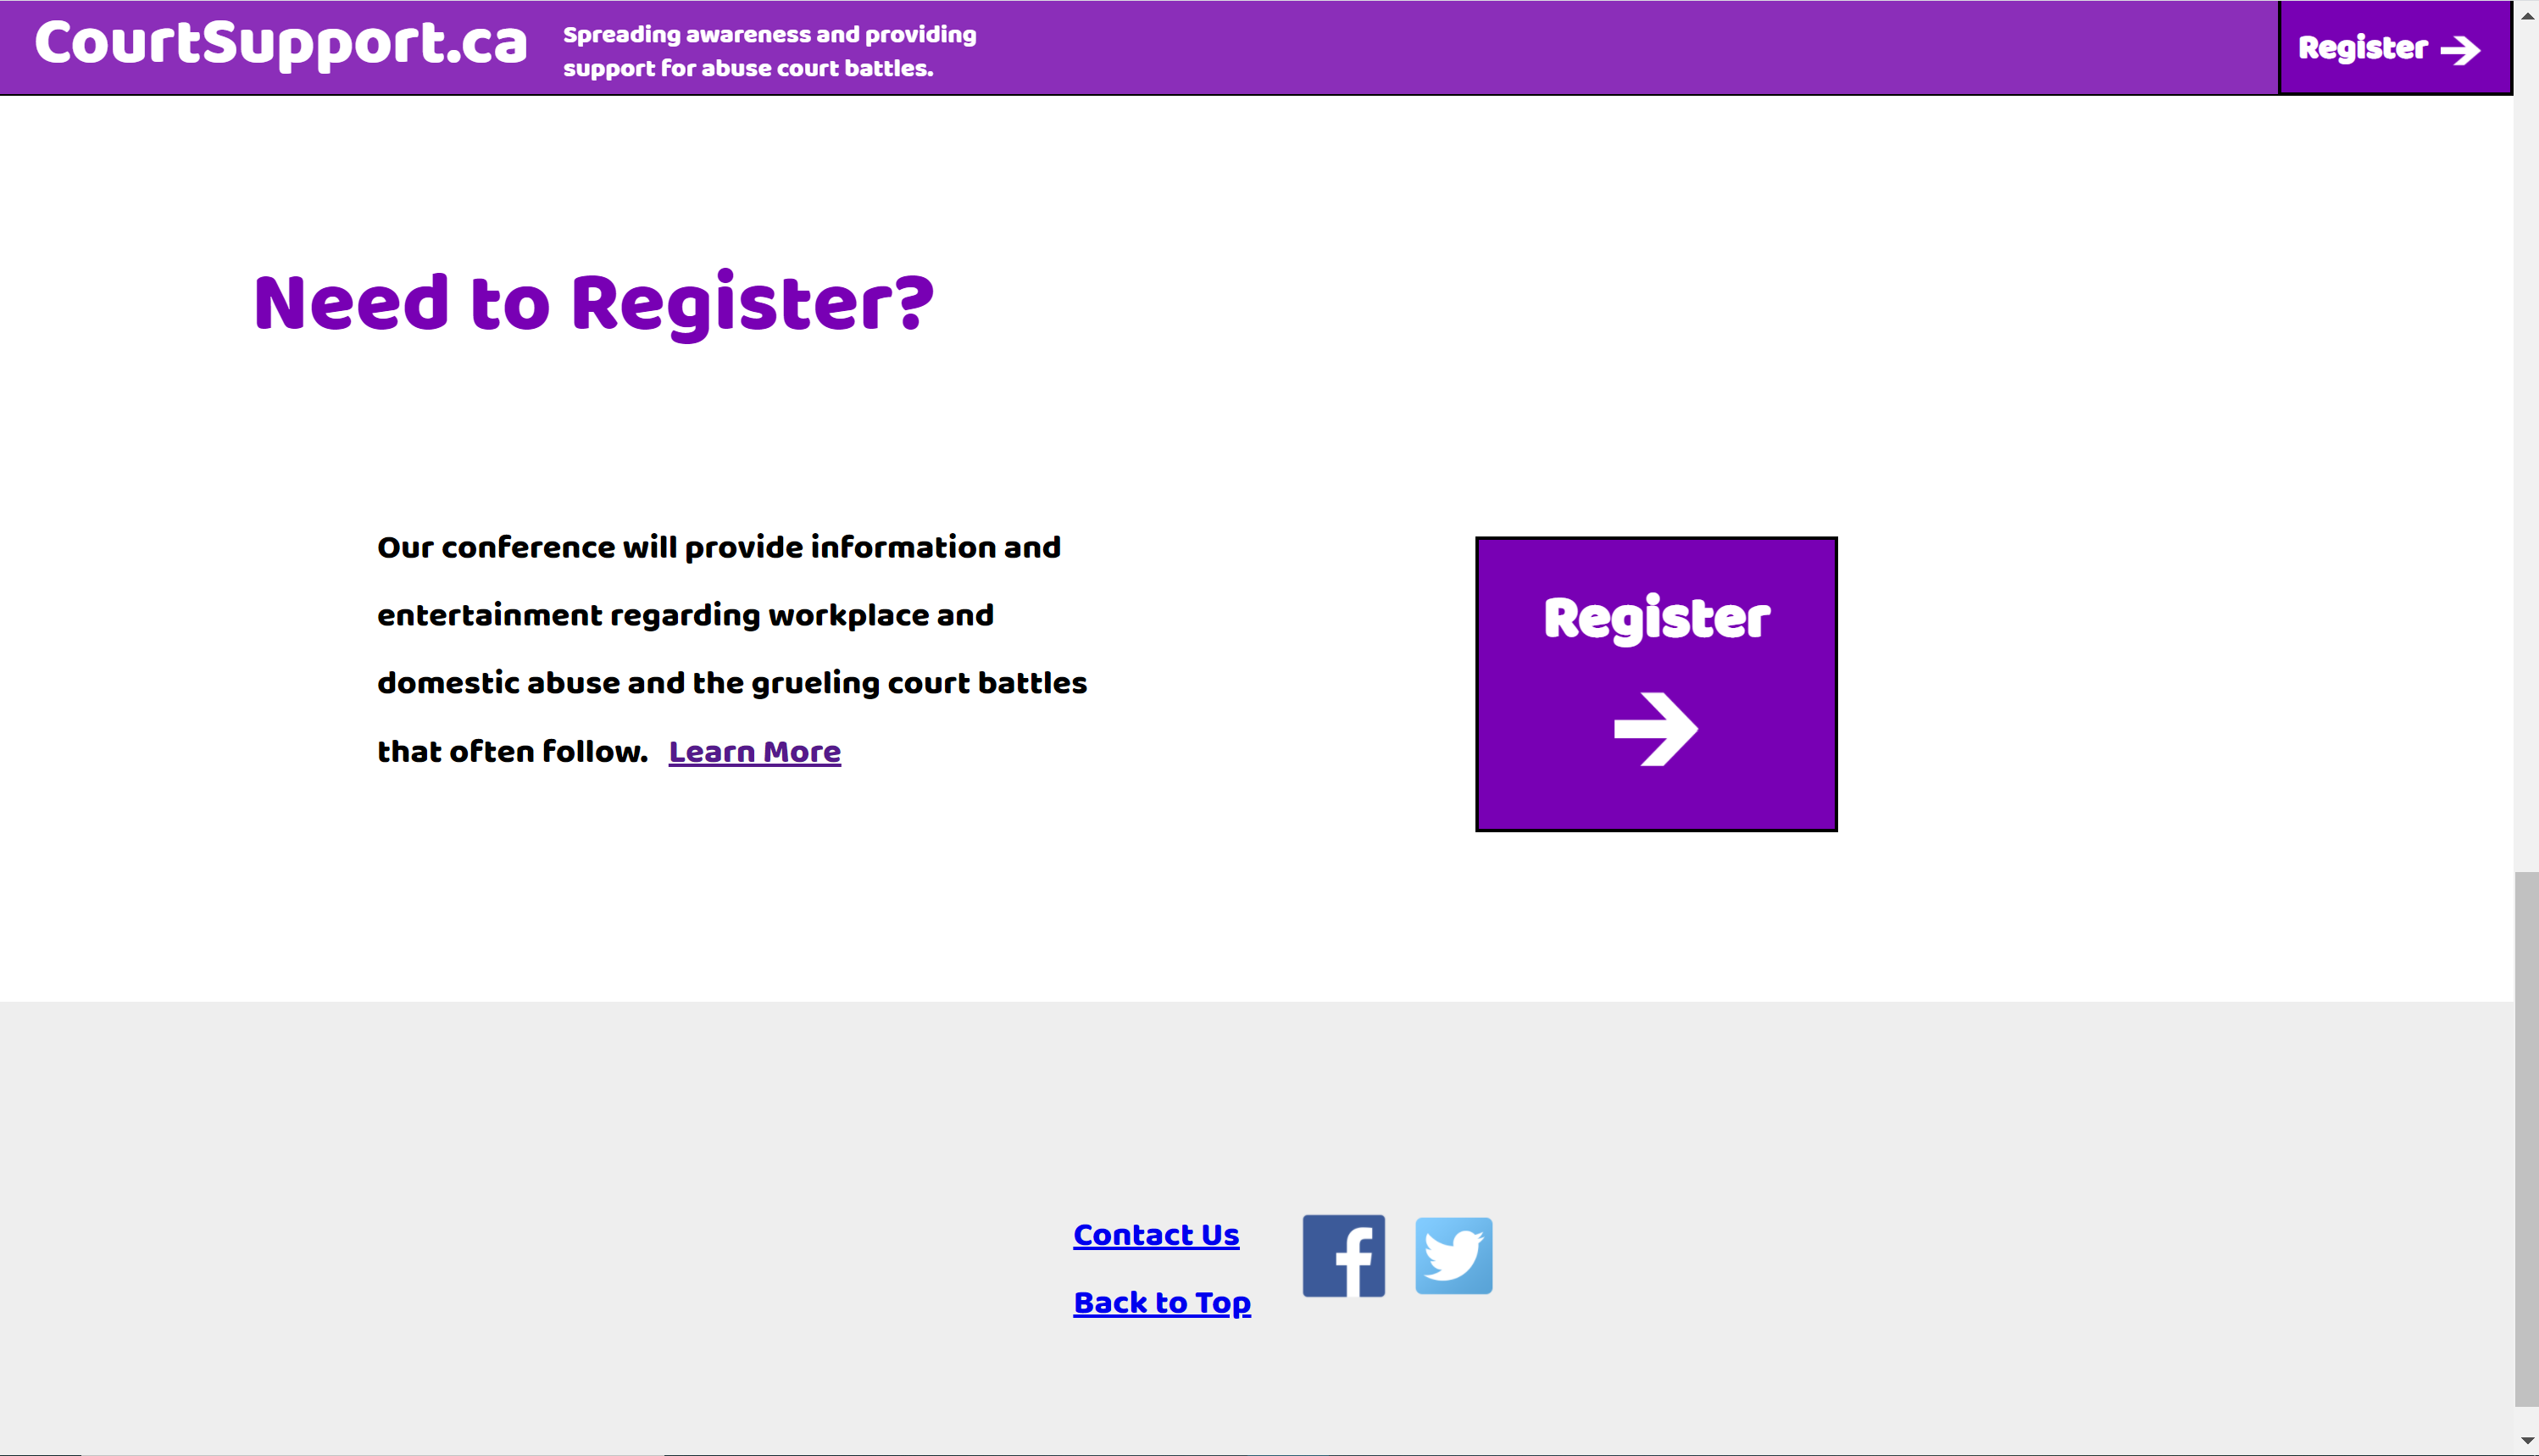 CourtSupport.ca
Spreading awareness and providing
support for abuse court battles.
Register
Need to Register?
Our conference will provide information and
entertainment regarding workplace and
domestic abuse and the grueling court battles
that often follow. Learn More
Register
Contact Us
Back to Top